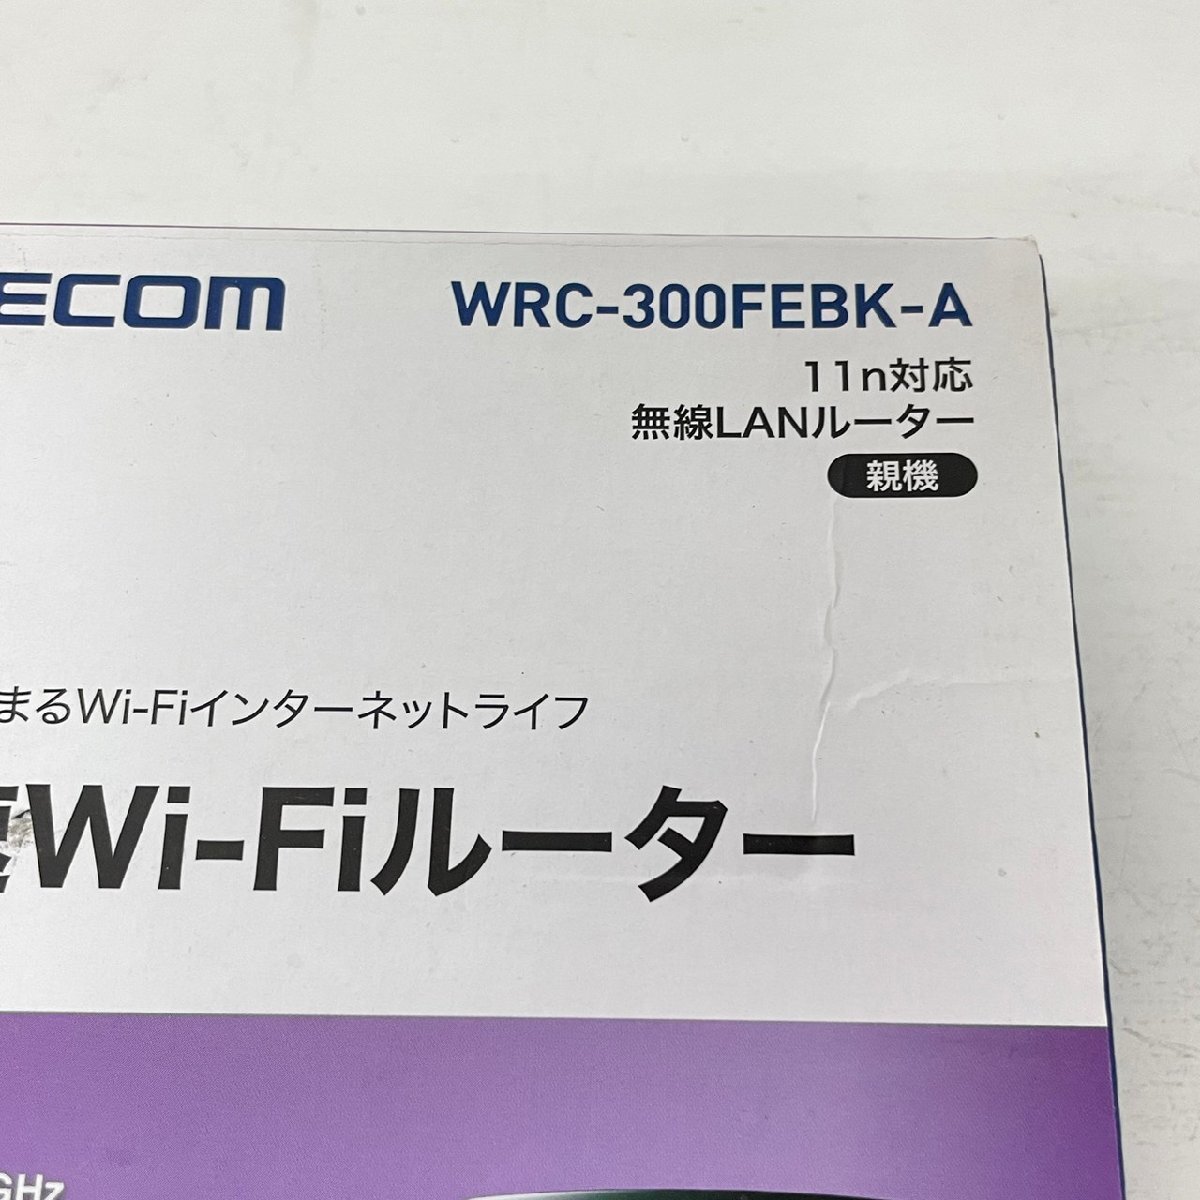 ECOM
WRC-300FEBK-A
11n対応
無線LANルーター
親機
まるWi-Fiインターネットライフ
Wi-Fiルーター
GHz